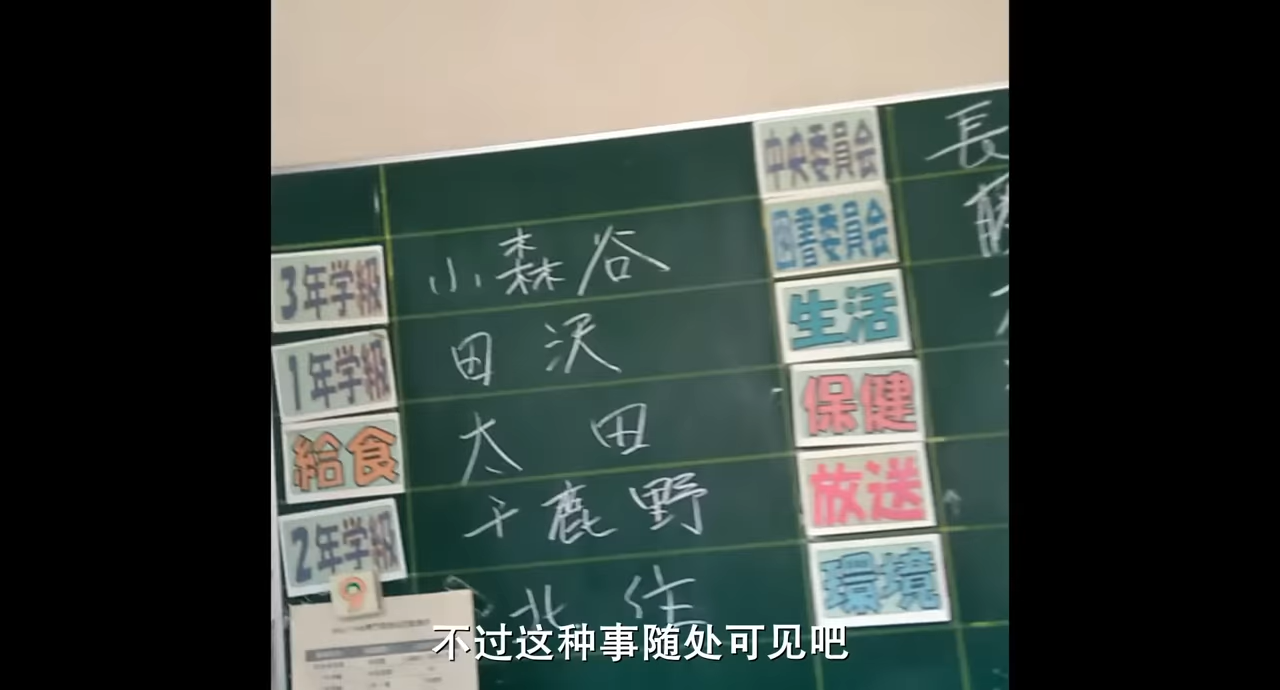 3年学級 小森谷
1年学級 田沢
給食 太田
2年学級 干鹿野
中央委員会 長
図書委員会
生活
保健
放送
環境
9
不过这种事随处可见吧